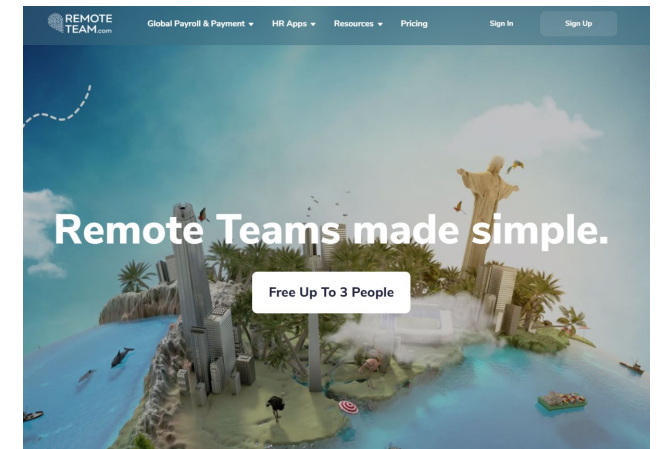 REMOTE
TEAM.com
Global Payroll & Payment
HR Apps
Resources
Pricing
Sign In
Sign Up
Remote Teams made simple.
Free Up To 3 People